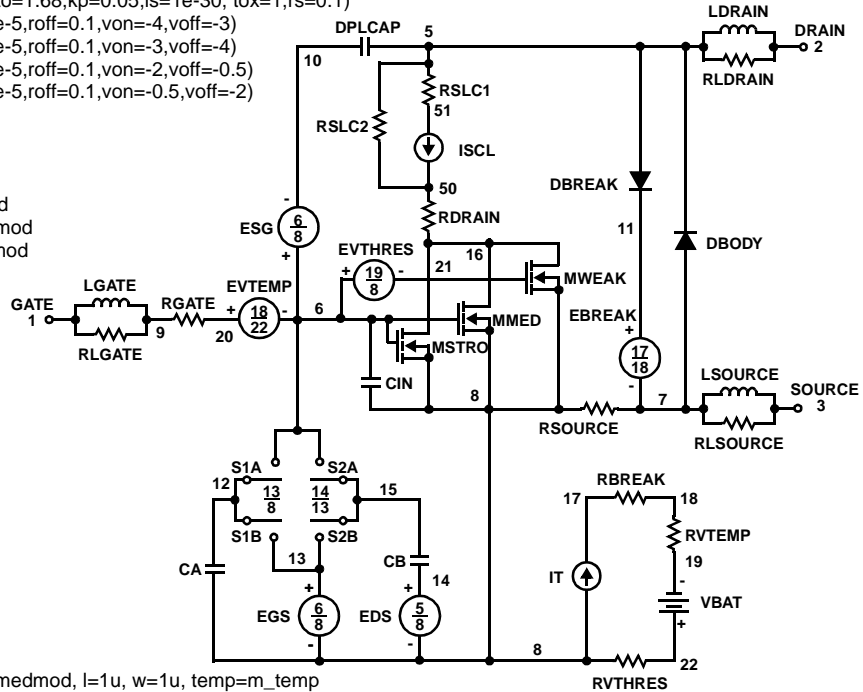 to=1.68,kp=0.05,is=1e-30, tox=1,rs=0.1)
e-5,roff=0.1,von=-4,voff=-3)
e-5,roff=0.1,von=-3,voff=-4)
e-5,roff=0.1,von=-2,voff=-0.5)
e-5,roff=0.1,von=-0.5,voff=-2)
d
mod
mod
LDRAIN
DPLCAP 5 DRAIN
10 2
RLDRAIN
RSLC1
51
RSLC2
ISCL
50
RDRAIN
DBREAK
11
DBODY
-
ESG 6/8
+
EVTHRES
+ 19/8 -
21
16
MWEAK
LGATE
GATE
1
RLGATE
9
RGATE
20
EVTEMP
+ 18/22 -
6
MMED
MSTRO
EBREAK
+
17/18
-
CIN
8
RSOURCE
7
LSOURCE
SOURCE
3
RLSOURCE
S1A S2A
12
13/8
14/13
15
S1B S2B
13
CA
CB
14
+ +
EGS 6/8 EDS 5/8
- -
RBREAK
17 18
RVTEMP
19
IT
-
VBAT
+
8
22
RVTHRES
medmod, l=1u, w=1u, temp=m_temp